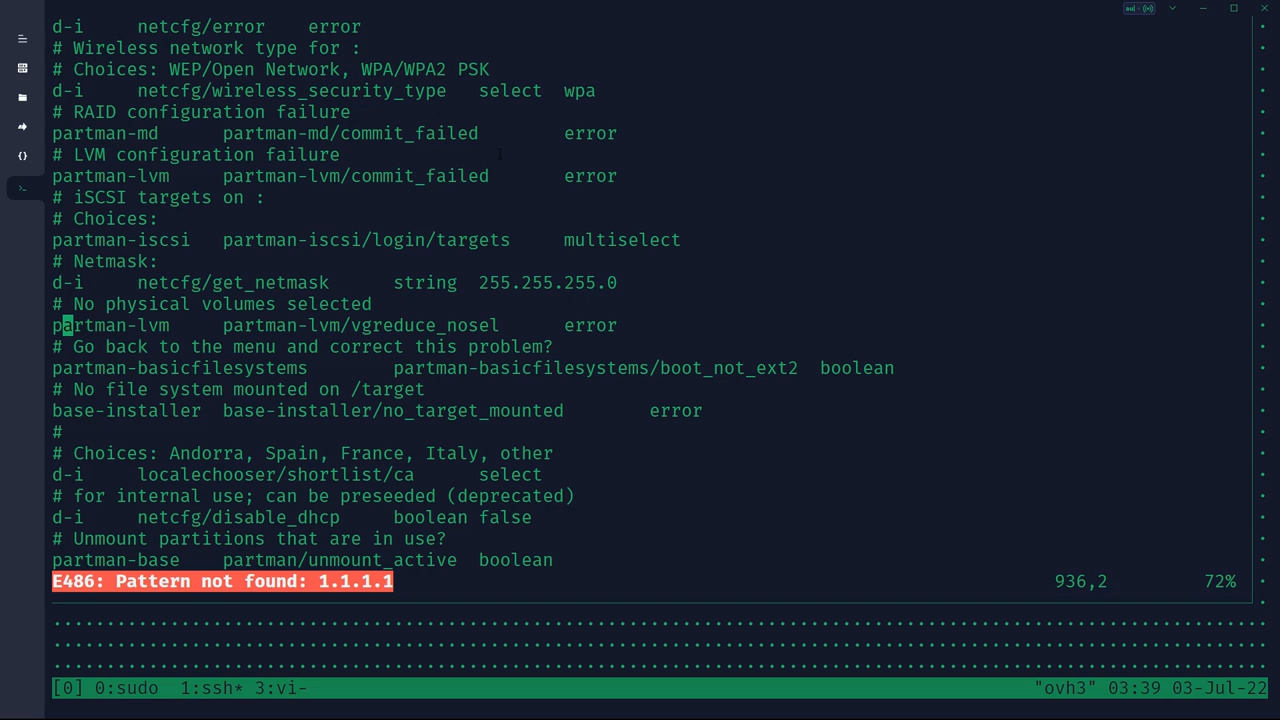 d-i     netcfg/error    error
# Wireless network type for :
# Choices: WEP/Open Network, WPA/WPA2 PSK
d-i     netcfg/wireless_security_type   select  wpa
# RAID configuration failure
partman-md      partman-md/commit_failed        error
# LVM configuration failure
partman-lvm     partman-lvm/commit_failed       error
# iSCSI targets on :
# Choices:
partman-iscsi   partman-iscsi/login/targets     multiselect
# Netmask:
d-i     netcfg/get_netmask      string  255.255.255.0
# No physical volumes selected
partman-lvm     partman-lvm/vgreduce_nosel      error
# Go back to the menu and correct this problem?
partman-basicfilesystems        partman-basicfilesystems/boot_not_ext2  boolean
# No file system mounted on /target
base-installer  base-installer/no_target_mounted        error
#
# Choices: Andorra, Spain, France, Italy, other
d-i     localechooser/shortlist/ca      select
# for internal use; can be preseeded (deprecated)
d-i     netcfg/disable_dhcp     boolean false
# Unmount partitions that are in use?
partman-base    partman/unmount_active  boolean
E486: Pattern not found: 1.1.1.1 936,2 72%
[0] 0:sudo  1:ssh* 3:vi- "ovh3" 03:39 03-Jul-22